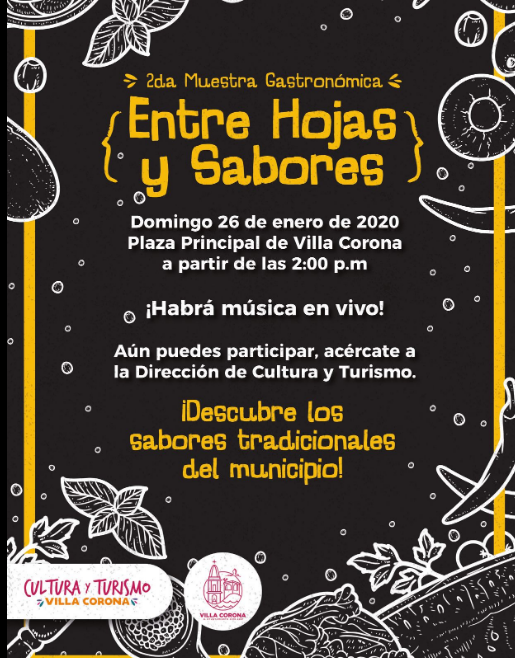 2da Muestra Gastronómica
Entre Hojas
y Sabores
Domingo 26 de enero de 2020
Plaza Principal de Villa Corona
a partir de las 2:00 p.m
¡Habrá música en vivo!
Aún puedes participar, acércate a
la Dirección de Cultura y Turismo.
¡Descubre los
sabores tradicionales
del municipio!
CULTURA Y TURISMO
VILLA CORONA
VILLA CORONA